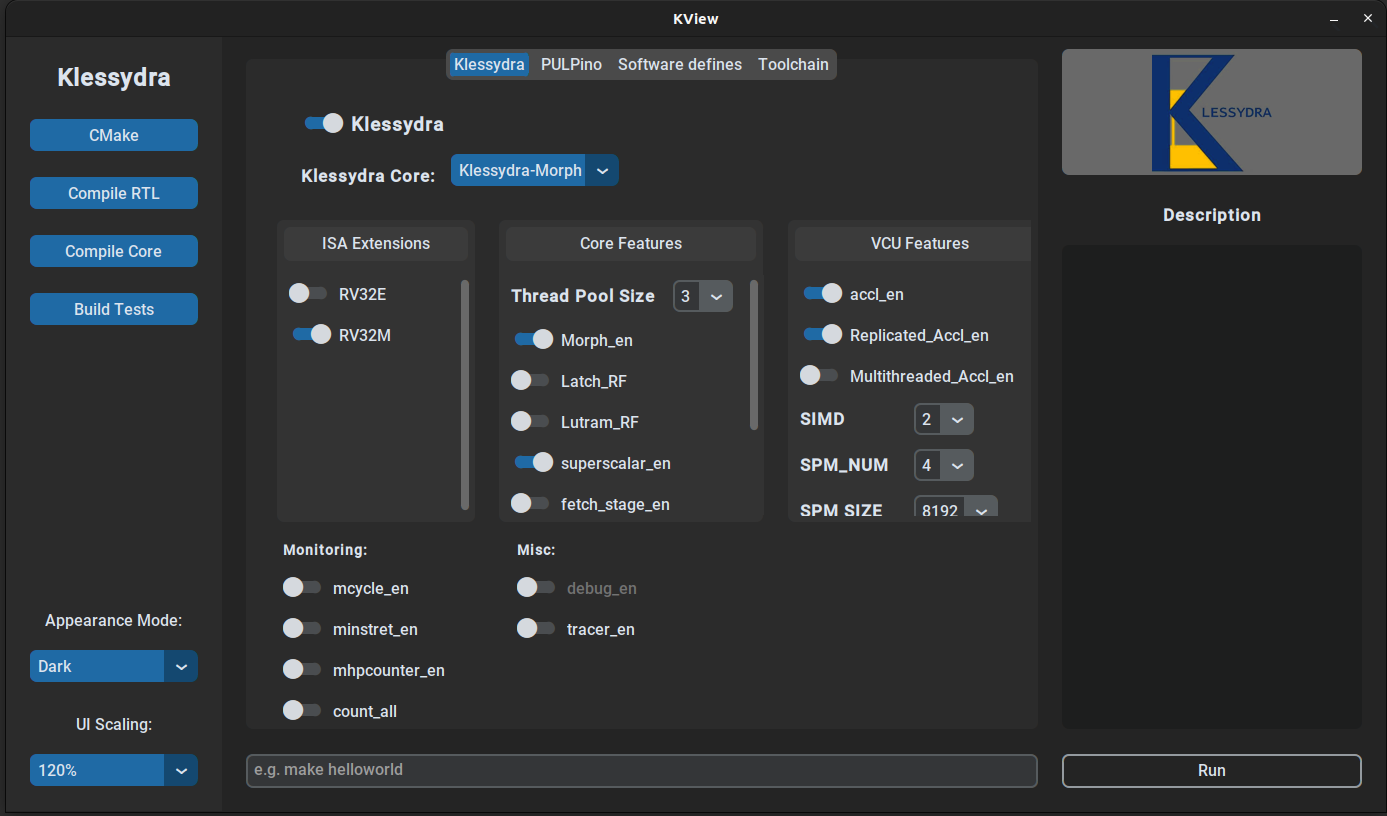 KView
Klessydra
CMake
Compile RTL
Compile Core
Build Tests
Appearance Mode:
Dark
UI Scaling:
120%
Klessydra PULPino Software defines Toolchain
Klessydra
Klessydra Core: Klessydra-Morph
ISA Extensions
RV32E
RV32M
Core Features
Thread Pool Size 3
Morph_en
Latch_RF
Lutram_RF
superscalar_en
fetch_stage_en
VCU Features
accl_en
Replicated_Accl_en
Multithreaded_Accl_en
SIMD 2
SPM_NUM 4
SPM SIZE 8192
Monitoring:
mcycle_en
minstret_en
mhpcounter_en
count_all
Misc:
debug_en
tracer_en
e.g. make helloworld
KLESSYDRA
Description
Run